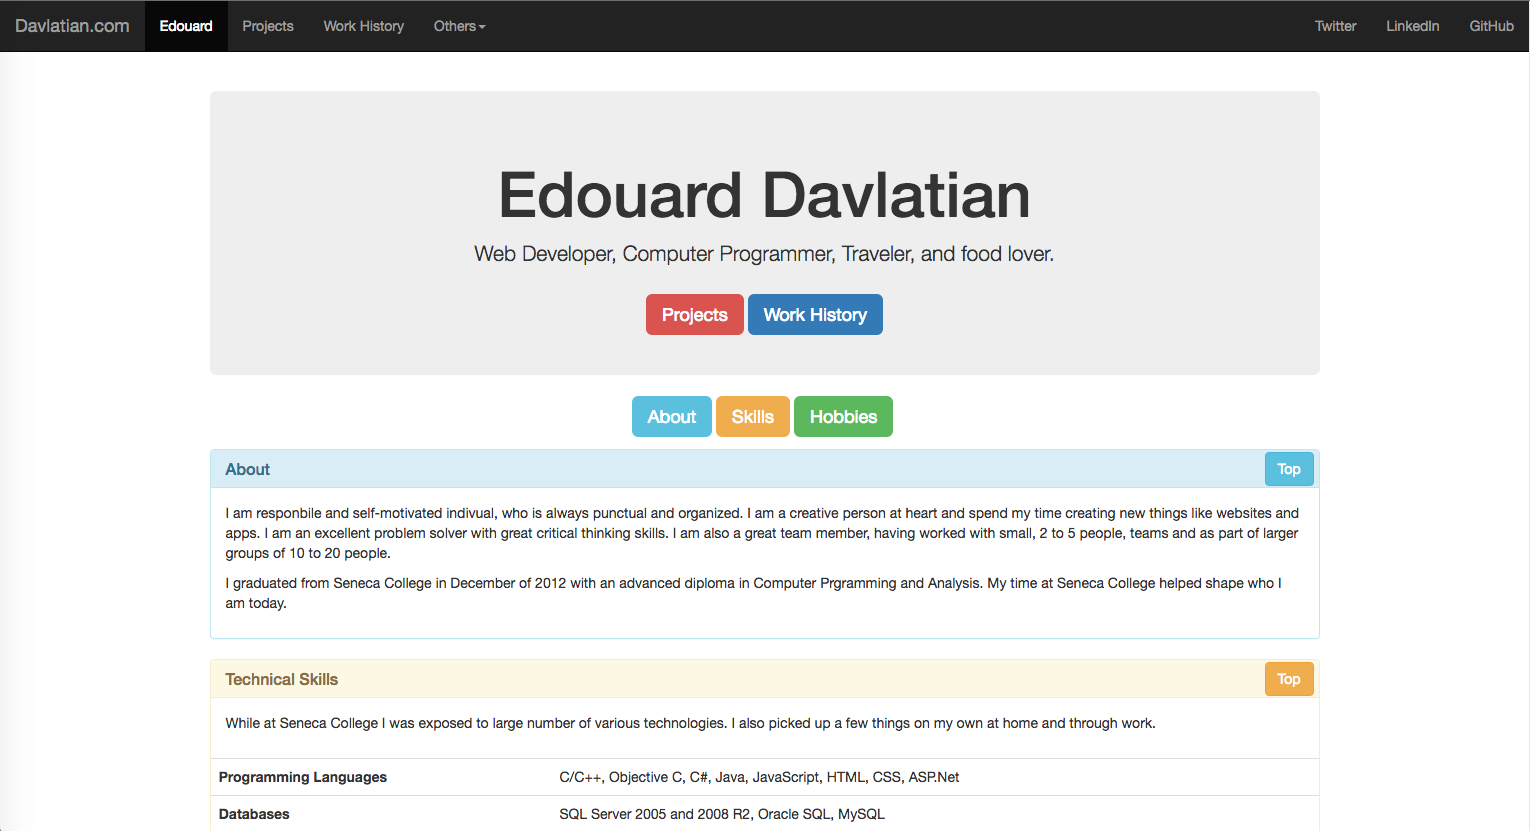 Davlatian.com Edouard Projects Work History Others Twitter LinkedIn GitHub
Edouard Davlatian
Web Developer, Computer Programmer, Traveler, and food lover.
Projects Work History
About Skills Hobbies
About Top
I am responbile and self-motivated indivual, who is always punctual and organized. I am a creative person at heart and spend my time creating new things like websites and
apps. I am an excellent problem solver with great critical thinking skills. I am also a great team member, having worked with small, 2 to 5 people, teams and as part of larger
groups of 10 to 20 people.
I graduated from Seneca College in December of 2012 with an advanced diploma in Computer Prgramming and Analysis. My time at Seneca College helped shape who I
am today.
Technical Skills Top
While at Seneca College I was exposed to large number of various technologies. I also picked up a few things on my own at home and through work.
Programming Languages C/C++, Objective C, C#, Java, JavaScript, HTML, CSS, ASP.Net
Databases SQL Server 2005 and 2008 R2, Oracle SQL, MySQL